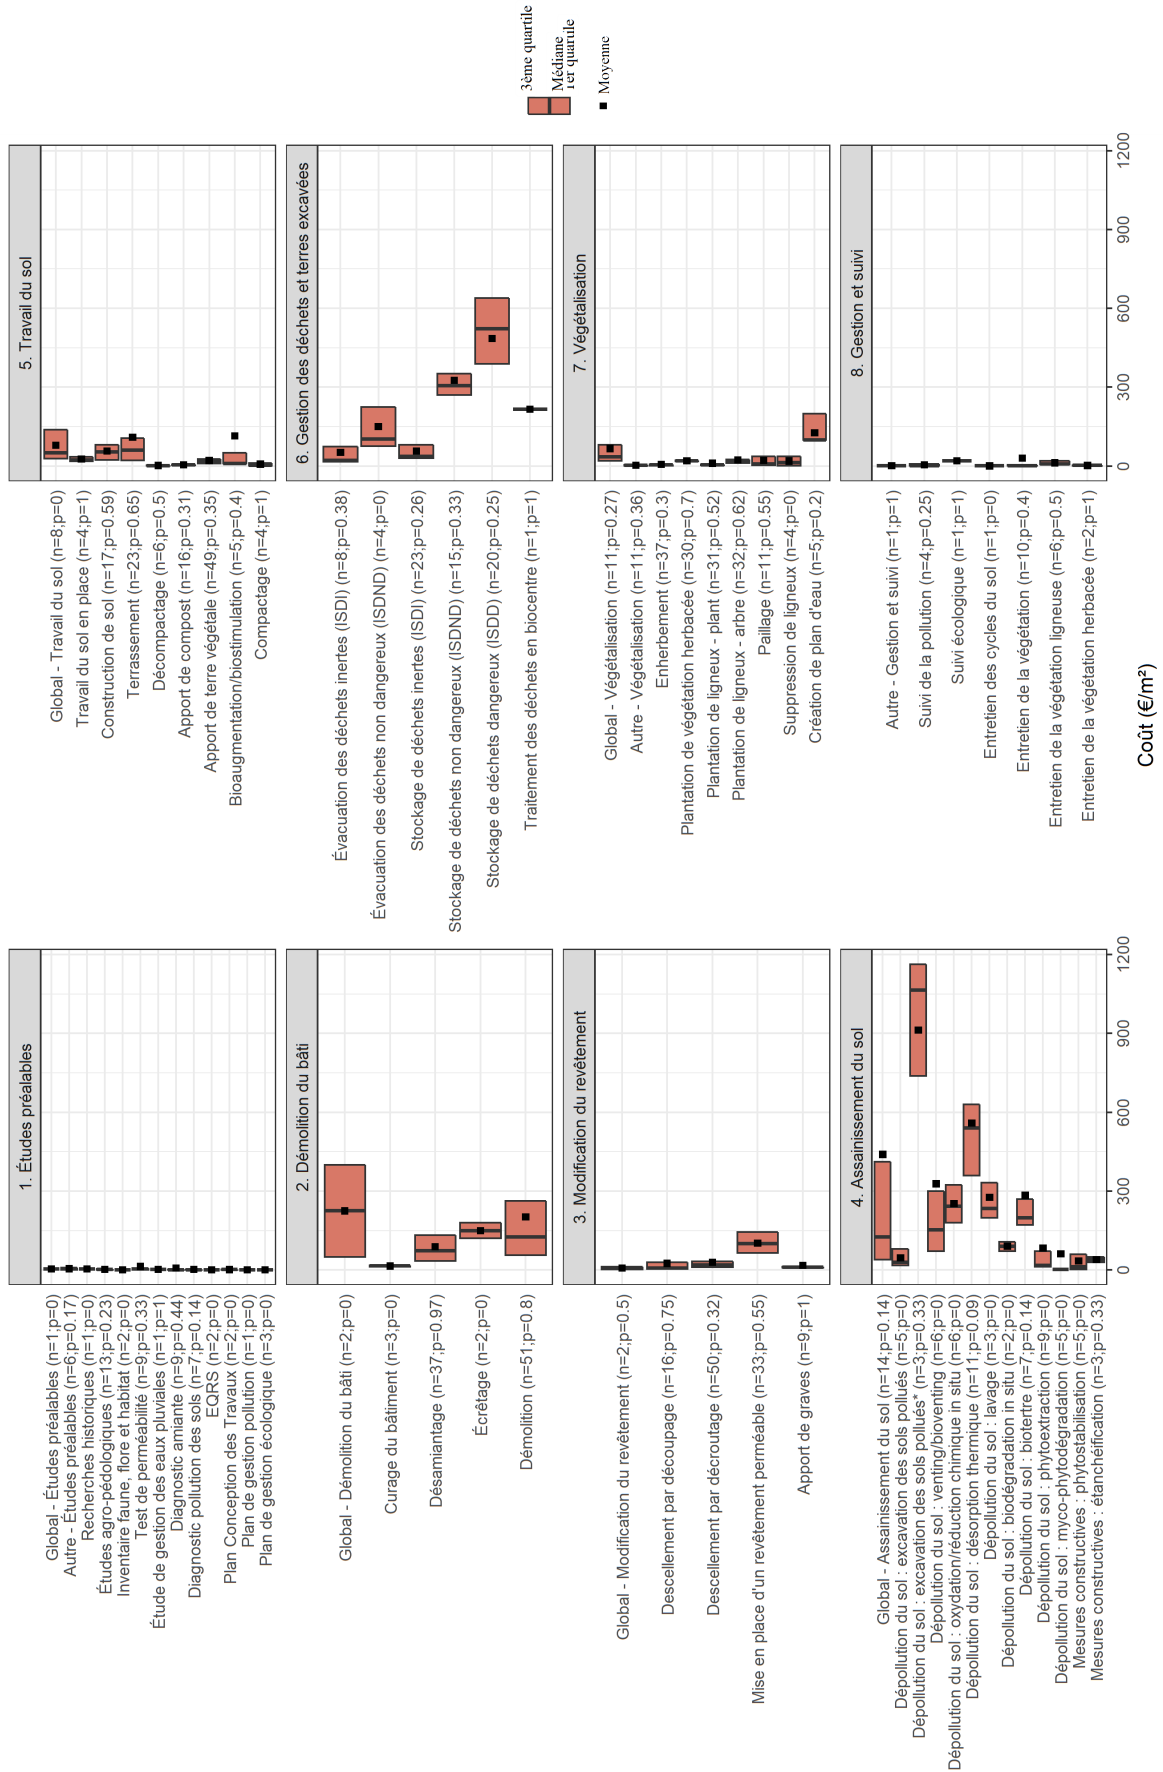 1. Études préalables
Global - Études préalables (n=1;p=0)
Autre - Études préalables (n=6;p=0.17)
Recherches historiques (n=1;p=0)
Études agro-pédologiques (n=13;p=0.23)
Inventaire faune, flore et habitat (n=2;p=0)
Test de perméabilité (n=9;p=0.33)
Étude de gestion des eaux pluviales (n=1;p=1)
Diagnostic amiante (n=9;p=0.44)
Diagnostic pollution des sols (n=7;p=0.14)
EQRS (n=2;p=0)
Plan Conception des Travaux (n=2;p=0)
Plan de gestion pollution (n=1;p=0)
Plan de gestion écologique (n=3;p=0)
2. Démolition du bâti
Global - Démolition du bâti (n=2;p=0)
Curage du bâtiment (n=3;p=0)
Désamiantage (n=37;p=0.97)
Écrêtage (n=2;p=0)
Démolition (n=51;p=0.8)
3. Modification du revêtement
Global - Modification du revêtement (n=2;p=0.5)
Descellement par découpage (n=16;p=0.75)
Descellement par décroutage (n=50;p=0.32)
Mise en place d'un revêtement perméable (n=33;p=0.55)
Apport de graves (n=9;p=1)
4. Assainissement du sol
Global - Assainissement du sol (n=14;p=0.14)
Dépollution du sol : excavation des sols pollués (n=5;p=0)
Dépollution du sol : excavation des sols pollués* (n=3;p=0.33)
Dépollution du sol : venting/bioventing (n=6;p=0)
Dépollution du sol : oxydation/réduction chimique in situ (n=6;p=0)
Dépollution du sol : désorption thermique (n=11;p=0.09)
Dépollution du sol : lavage (n=3;p=0)
Dépollution du sol : biodégradation in situ (n=2;p=0)
Dépollution du sol : biotertre (n=7;p=0.14)
Dépollution du sol : phytoextraction (n=9;p=0)
Dépollution du sol : myco-phytodégradation (n=5;p=0)
Mesures constructives : phytostabilisation (n=5;p=0)
Mesures constructives : étanchéification (n=3;p=0.33)
0 300 600 900 1200
5. Travail du sol
Global - Travail du sol (n=8;p=0)
Travail du sol en place (n=4;p=1)
Construction de sol (n=17;p=0.59)
Terrassement (n=23;p=0.65)
Décompactage (n=6;p=0.5)
Apport de compost (n=16;p=0.31)
Apport de terre végétale (n=49;p=0.35)
Bioaugmentation/biostimulation (n=5;p=0.4)
Compactage (n=4;p=1)
6. Gestion des déchets et terres excavées
Évacuation des déchets inertes (ISDI) (n=8;p=0.38)
Évacuation des déchets non dangereux (ISDND) (n=4;p=0)
Stockage de déchets inertes (ISDI) (n=23;p=0.26)
Stockage de déchets non dangereux (ISDND) (n=15;p=0.33)
Stockage de déchets dangereux (ISDD) (n=20;p=0.25)
Traitement des déchets en biocentre (n=1;p=1)
7. Végétalisation
Global - Végétalisation (n=11;p=0.27)
Autre - Végétalisation (n=11;p=0.36)
Enherbement (n=37;p=0.3)
Plantation de végétation herbacée (n=30;p=0.7)
Plantation de ligneux - plant (n=31;p=0.52)
Plantation de ligneux - arbre (n=32;p=0.62)
Paillage (n=11;p=0.55)
Suppression de ligneux (n=4;p=0)
Création de plan d'eau (n=5;p=0.2)
8. Gestion et suivi
Autre - Gestion et suivi (n=1;p=1)
Suivi de la pollution (n=4;p=0.25)
Suivi écologique (n=1;p=1)
Entretien des cycles du sol (n=1;p=0)
Entretien de la végétation (n=10;p=0.4)
Entretien de la végétation ligneuse (n=6;p=0.5)
Entretien de la végétation herbacée (n=2;p=1)
0 300 600 900 1200
Coût (€/m²)
3ème quartile
Médiane
1er quartile
Moyenne